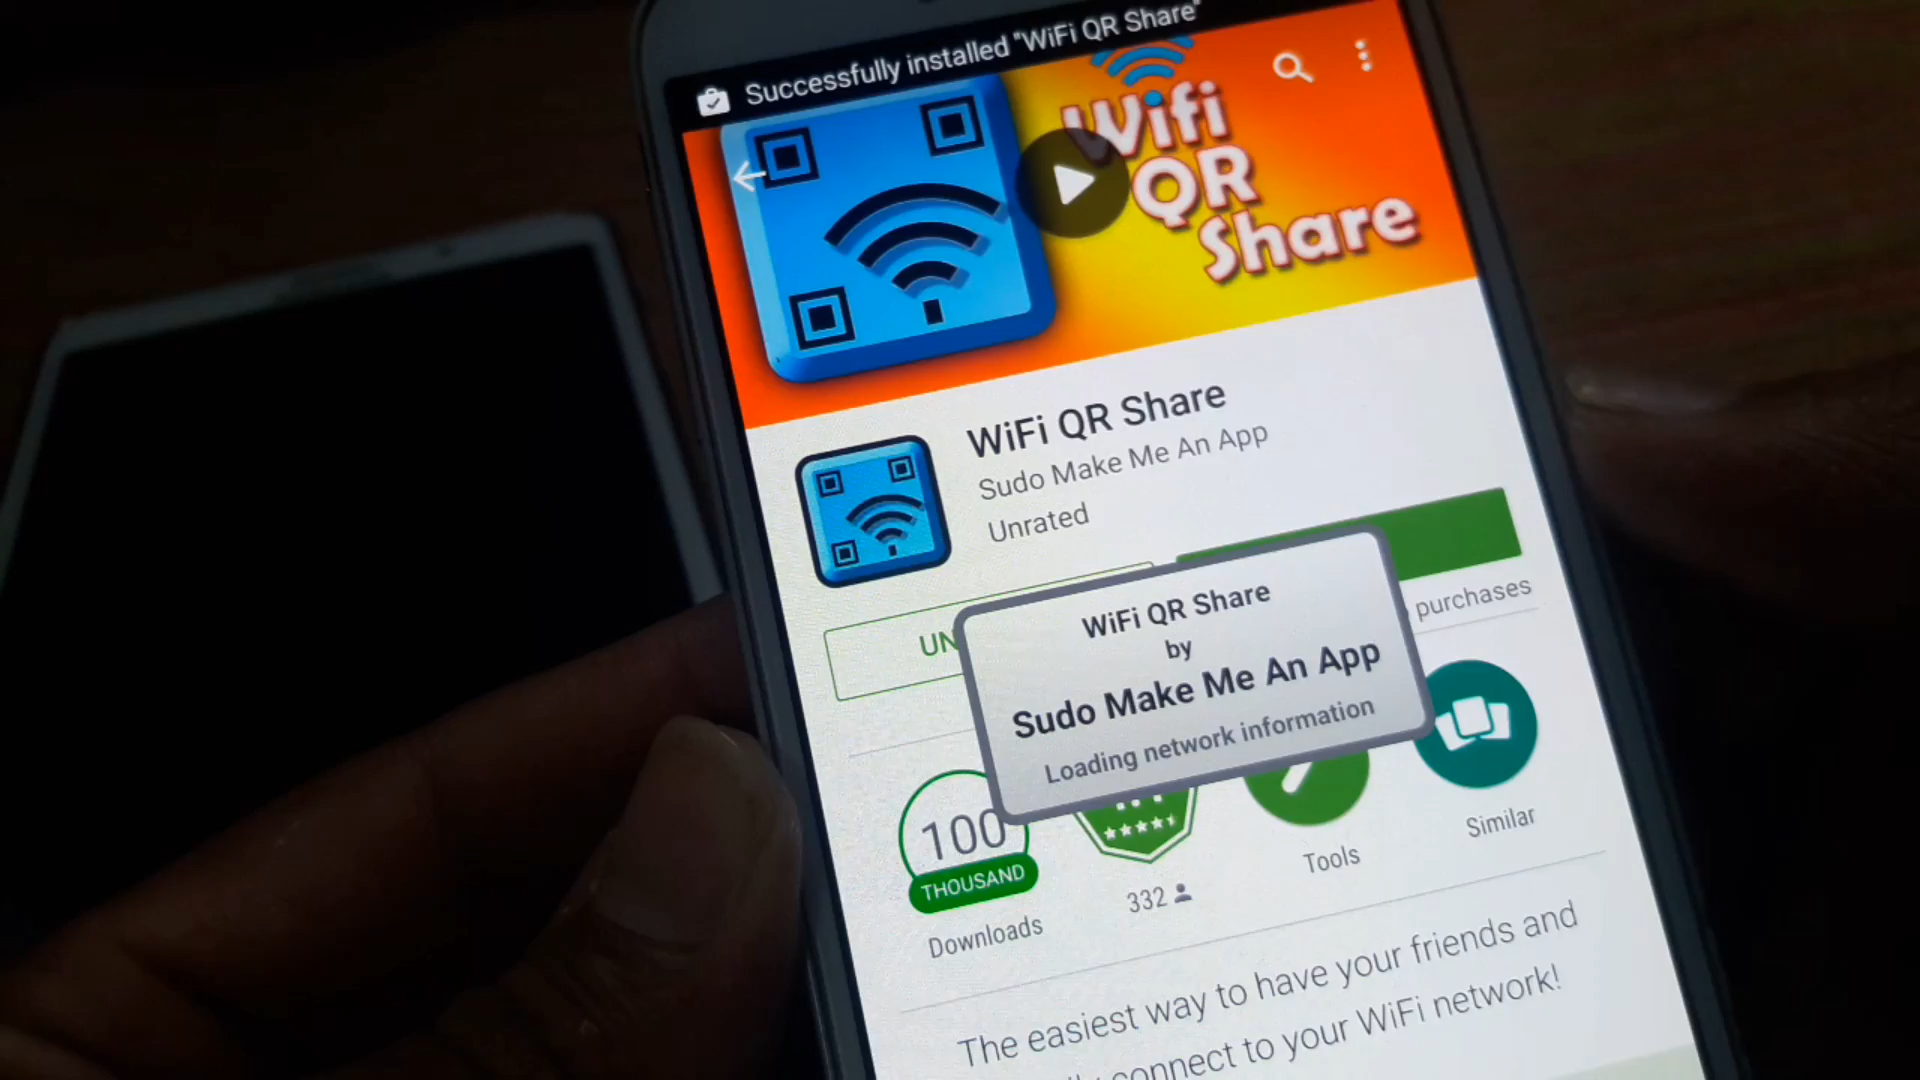 Successfully installed "WiFi QR Share"
Wifi
QR
Share
WiFi QR Share
Sudo Make Me An App
Unrated
purchases
WiFi QR Share
by
Sudo Make Me An App
Loading network information
100
THOUSAND
Downloads
332
Tools
Similar
The easiest way to have your friends and
connect to your WiFi network!